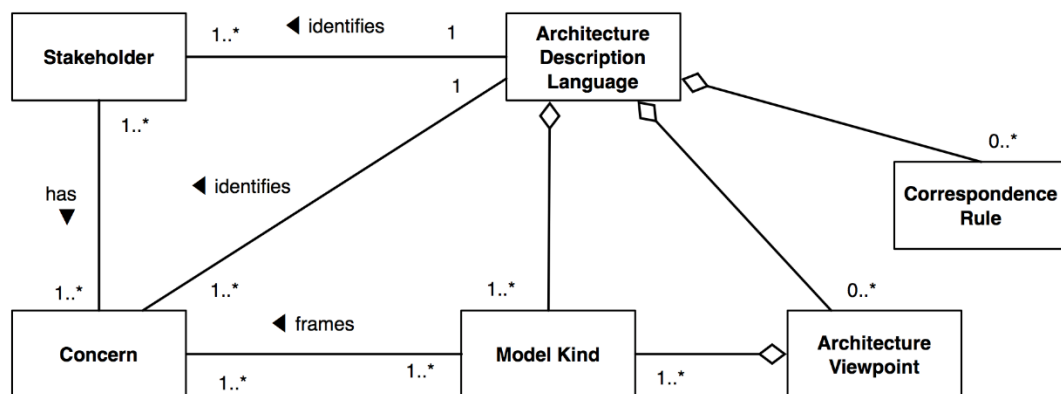 1..*
◀ identifies
1
Stakeholder
Architecture
Description
Language
1
1..*
0..*
has
▼
◀ identifies
Correspondence
Rule
1..*
1..*
1..*
0..*
◀ frames
Concern
Model Kind
Architecture
Viewpoint
1..*
1..*
1..*